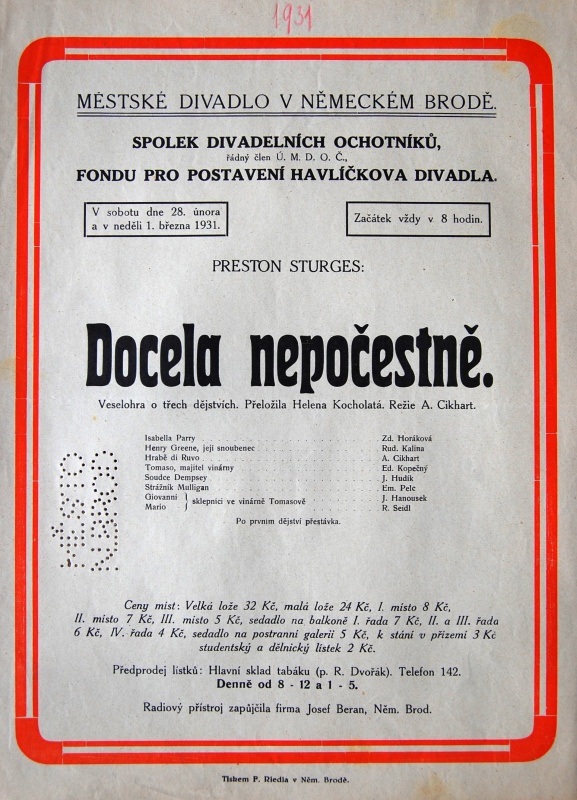 1931
MĚSTSKÉ DIVADLO V NĚMECKÉM BRODĚ.
SPOLEK DIVADELNÍCH OCHOTNÍKŮ,
řádný člen Ú. M. D. O. Č.,
FONDU PRO POSTAVENÍ HAVLÍČKOVA DIVADLA.
V sobotu dne 28. února
a v neděli 1. března 1931.
Začátek vždy v 8 hodin.
PRESTON STURGES:
Docela nepočestně.
Veselohra o třech dějstvích. Přeložila Helena Kocholatá. Režie A. Cikhart.
Isabella Parry Zd. Horáková
Henry Greene, její snoubenec Rud. Kalina
Hrabě di Ruvo A. Cikhart
Tomaso, majitel vinárny Ed. Kopečný
Soudce Dempsey J. Hudík
Strážník Mulligan Em. Pelc
Giovanni } sklepníci ve vinárně Tomasově J. Hanousek
Mario R. Seidl
Po prvním dějství přestávka.
MĚSTO
Ceny míst: Velká lože 32 Kč, malá lože 24 Kč, I. místo 8 Kč,
II. místo 7 Kč, III. místo 5 Kč, sedadlo na balkoně I. řada 7 Kč, II. a III. řada
6 Kč, IV. řada 4 Kč, sedadlo na postranní galerii 5 Kč, k stání v přízemí 3 Kč
studentský a dělnický lístek 2 Kč.
Předprodej lístků: Hlavní sklad tabáku (p. R. Dvořák). Telefon 142.
Denně od 8 - 12 a 1 - 5.
Radiový přístroj zapůjčila firma Josef Beran, Něm. Brod.
Tiskem P. Riedla v Něm. Brodě.